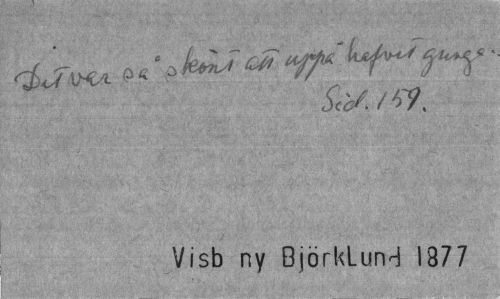 Det var så skönt att uppå hafvet gunga..
Sid. 159.
Visb ny Björklund 1877